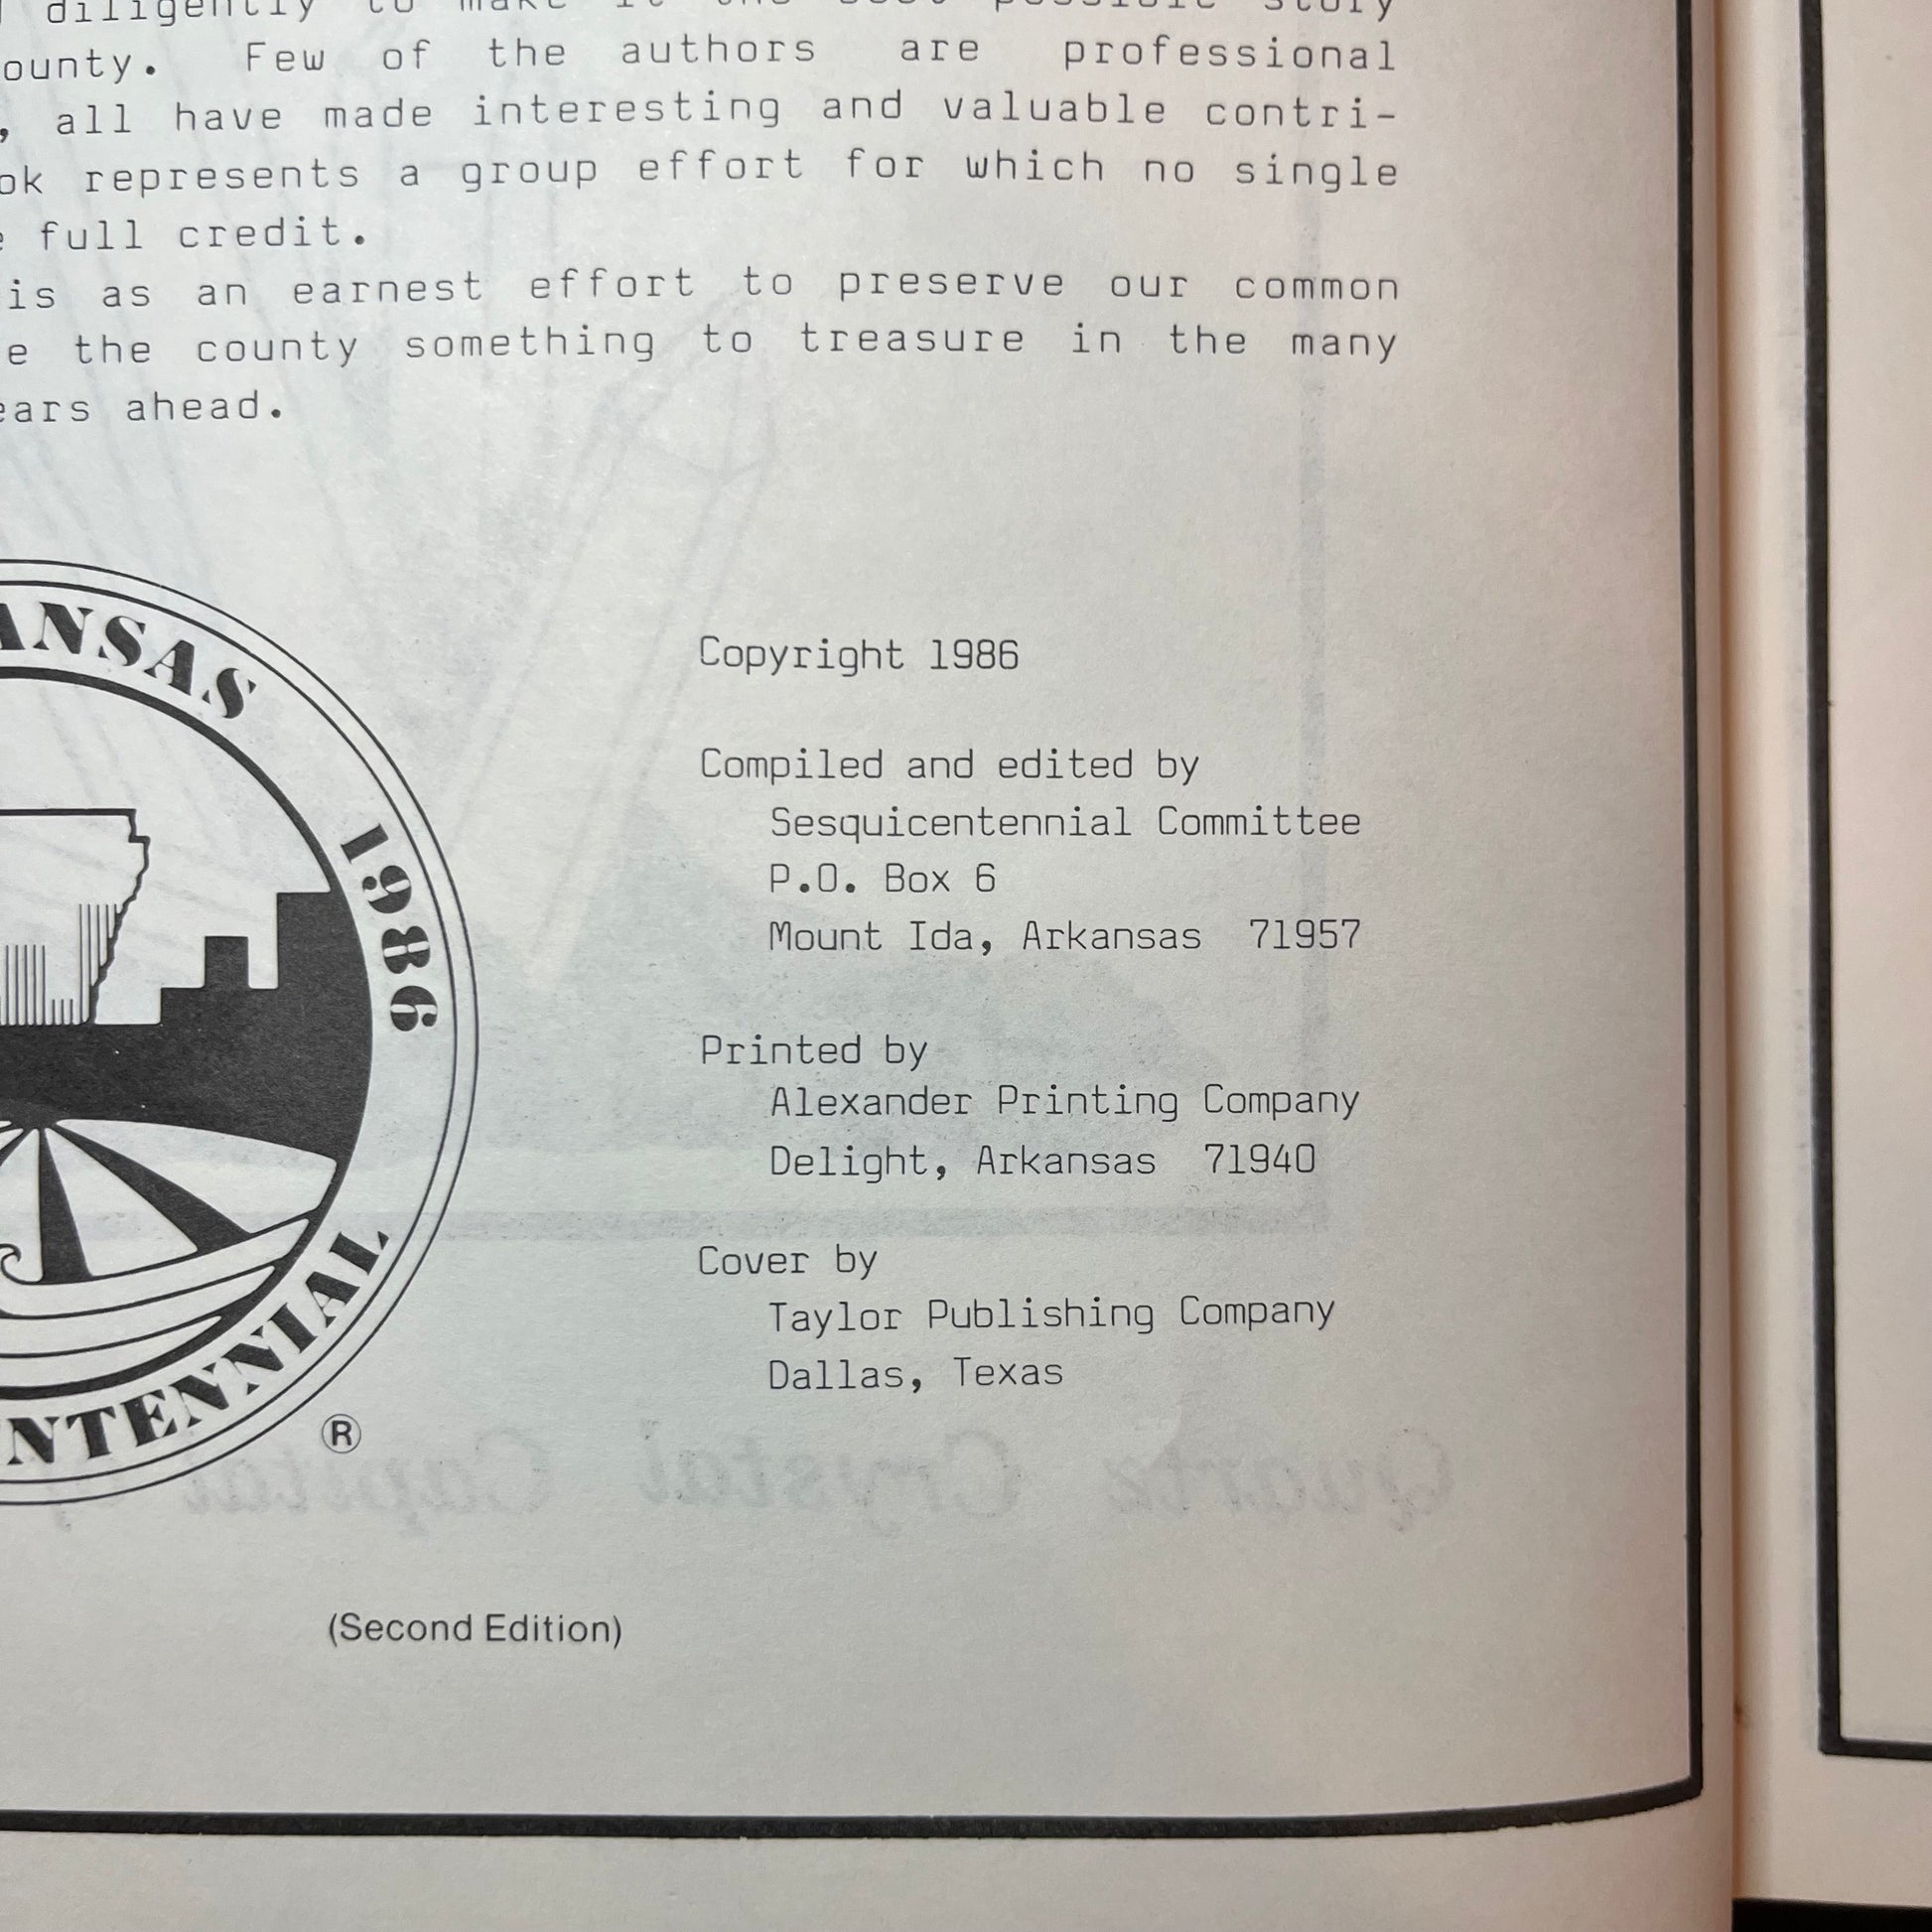 diligently to make it the best possible story
ounty. Few of the authors are professional
, all have made interesting and valuable contri-
ok represents a group effort for which no single
e full credit.
is as an earnest effort to preserve our common
e the county something to treasure in the many
ears ahead.
ANSAS
1986
NTENNIAL
®
Copyright 1986
Compiled and edited by
Sesquicentennial Committee
P.O. Box 6
Mount Ida, Arkansas 71957
Printed by
Alexander Printing Company
Delight, Arkansas 71940
Cover by
Taylor Publishing Company
Dallas, Texas
Quartz Crystal Capital
(Second Edition)